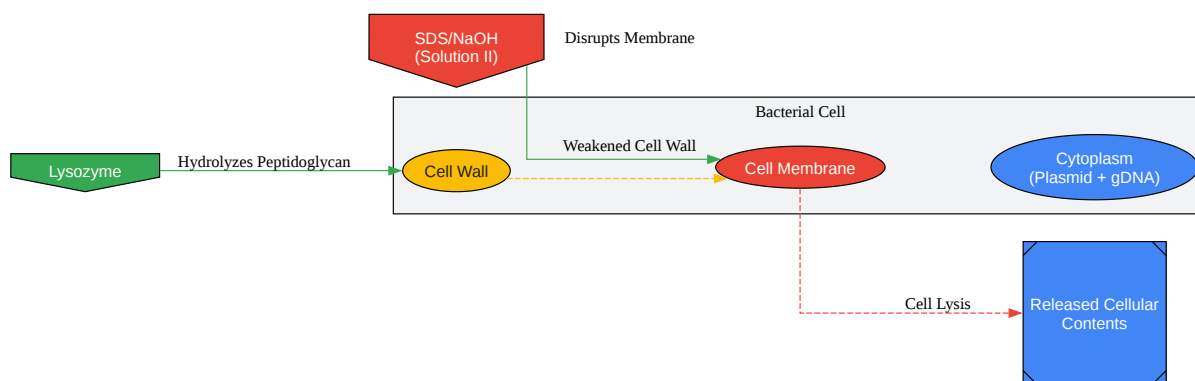 SDS/NaOH
(Solution II)
Disrupts Membrane
Bacterial Cell
Lysozyme
Hydrolyzes Peptidoglycan
Cell Wall
Weakened Cell Wall
Cell Membrane
Cytoplasm
(Plasmid + gDNA)
Cell Lysis
Released Cellular
Contents